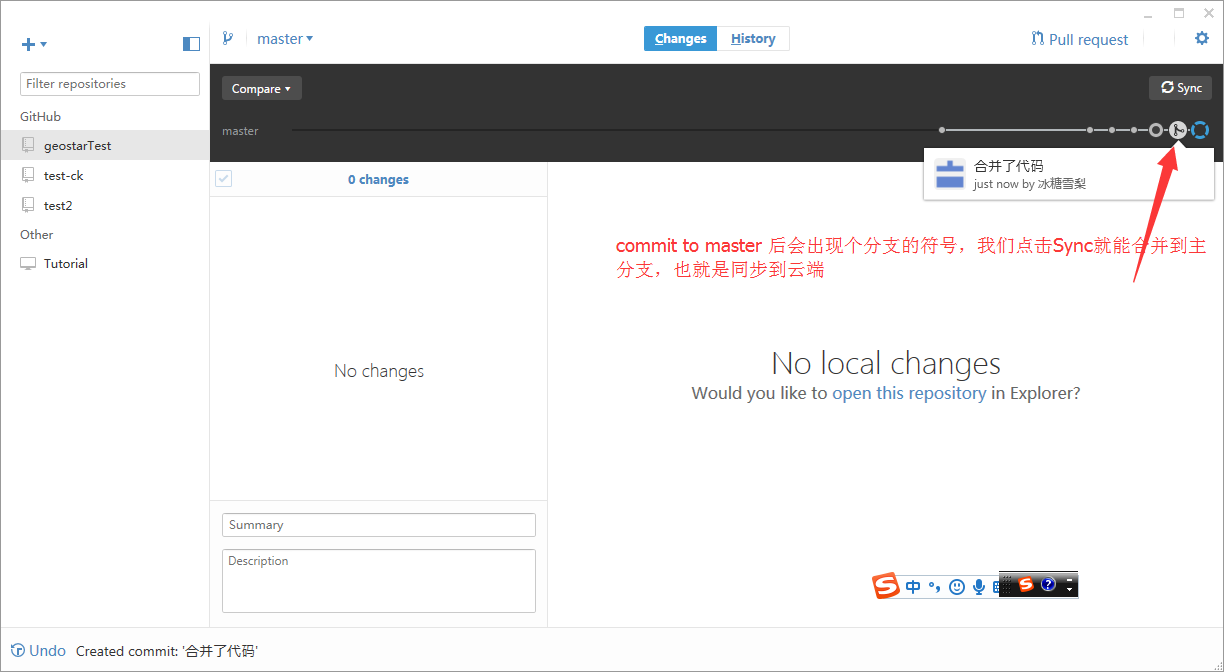 master
Changes
History
Pull request
Filter repositories
GitHub
geostarTest
test-ck
test2
Other
Tutorial
Compare
Sync
master
合并了代码
just now by 冰糖雪梨
0 changes
commit to master 后会出现个分支的符号，我们点击Sync就能合并到主
分支，也就是同步到云端
No changes
No local changes
Would you like to open this repository in Explorer?
Summary
Description
S 中
S ?
Undo Created commit: '合并了代码'